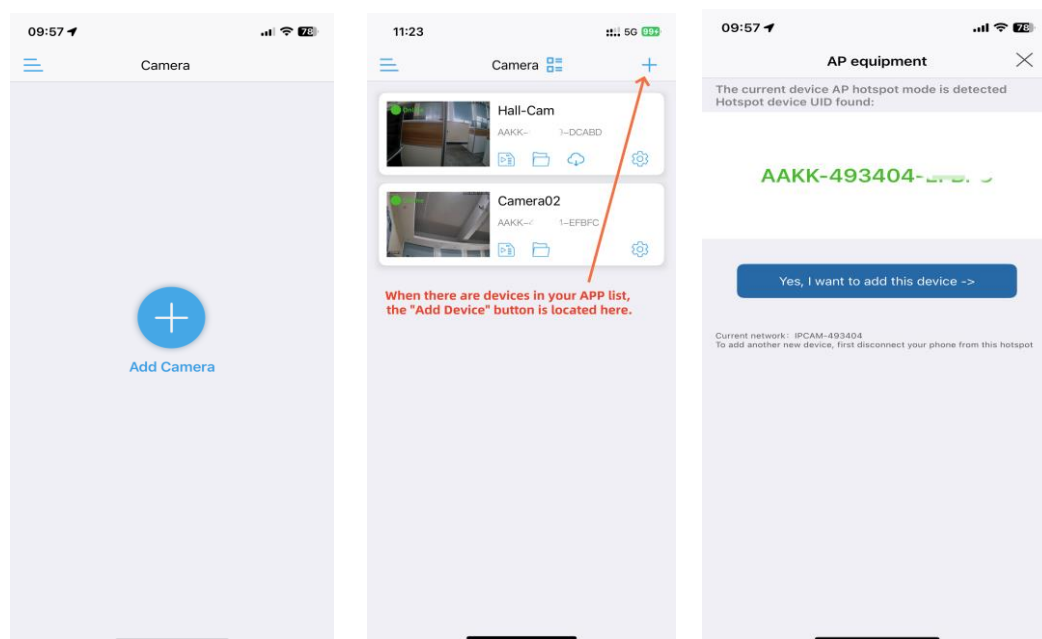 09:57
78
Camera
Add Camera
11:23
5G 99+
Camera
Hall-Cam
AAKK- -DCABD
Camera02
AAKK- -EFBFC
When there are devices in your APP list,
the "Add Device" button is located here.
09:57
78
AP equipment
The current device AP hotspot mode is detected
Hotspot device UID found:
AAKK-493404-
Yes, I want to add this device ->
Current network: IPCAM-493404
To add another new device, first disconnect your phone from this hotspot